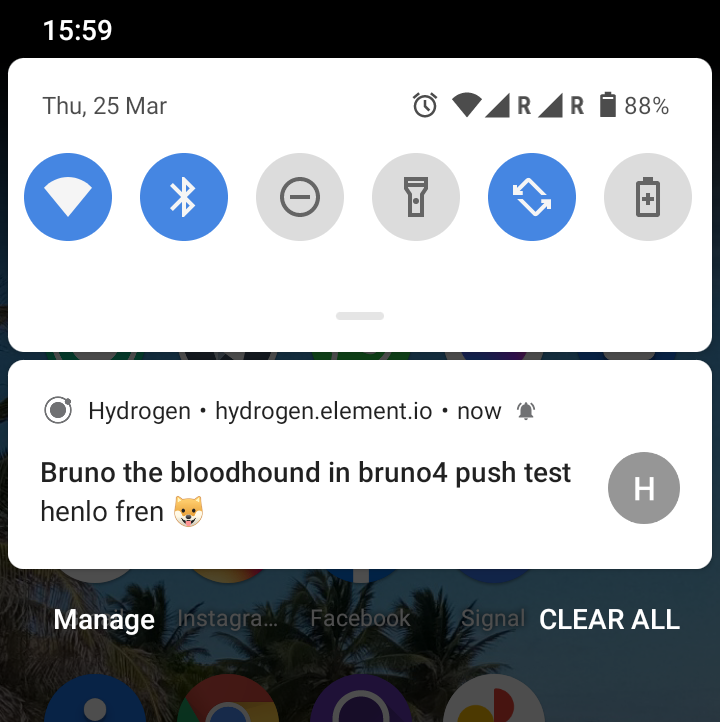 15:59
Thu, 25 Mar
R R 88%
Hydrogen • hydrogen.element.io • now
Bruno the bloodhound in bruno4 push test
henlo fren 🐶
H
Manage Instagra... Facebook Signal CLEAR ALL